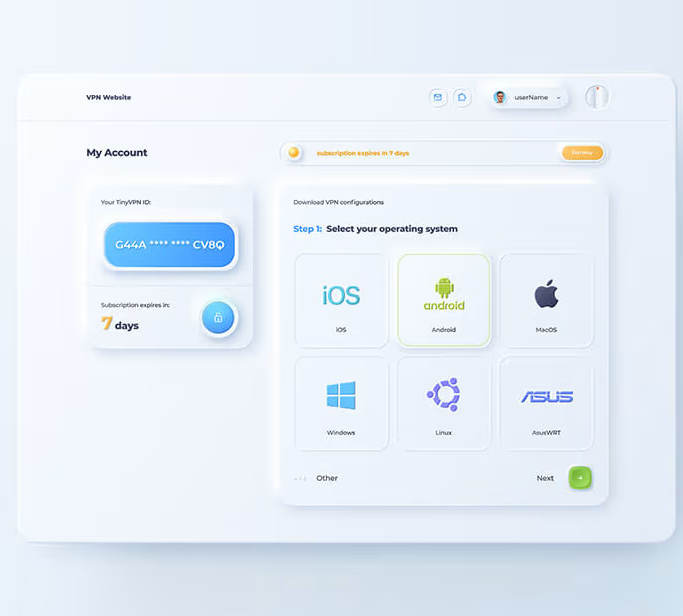 VPN Website
userName
My Account
subscription expires in 7 days
Renew
Your TinyVPN ID:
G44A **** **** CV8Q
Subscription expires in:
7 days
Download VPN configurations
Step 1: Select your operating system
iOS
IOS
android
Android
MacOS
Windows
Linux
ASUS
AsusWRT
Other
Next